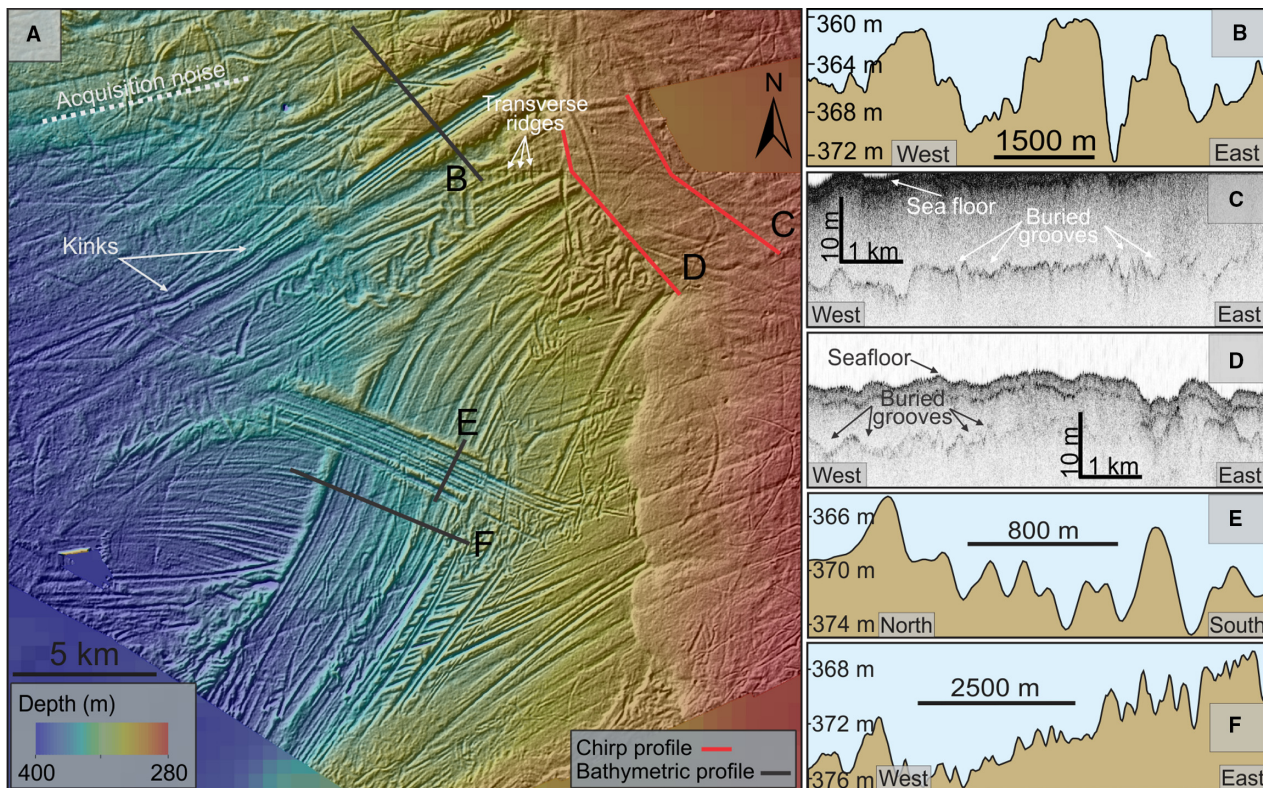 A
Acquisition noise
N
Transverse
ridges
B
Kinks
C
D
E
F
5 km
Depth (m)
400
280
Chirp profile
Bathymetric profile
360 m
B
364 m
368 m
1500 m
372 m
West
East
C
Sea floor
Buried
grooves
10 m
1 km
West
East
D
Seafloor
Buried
grooves
10 m
1 km
West
East
E
366 m
800 m
370 m
374 m
North
South
368 m
2500 m
372 m
F
376 m
West
East